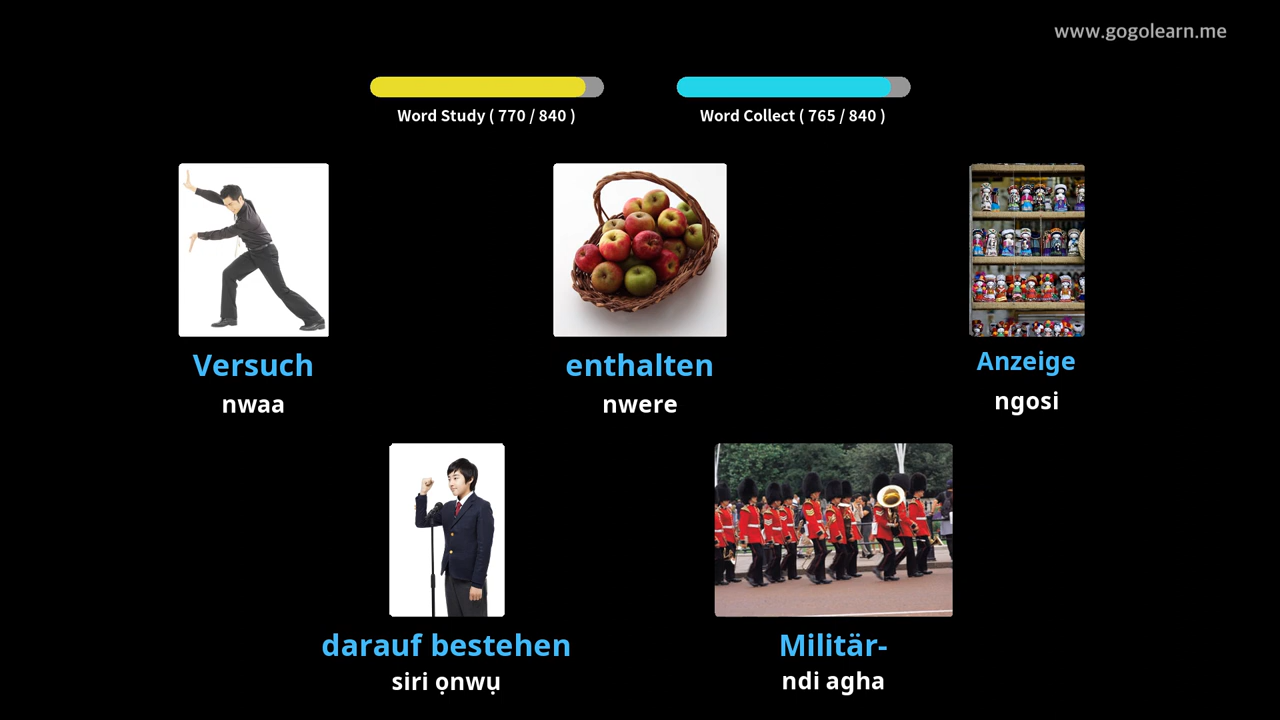 www.gogolearn.me
Word Study ( 770 / 840 )
Word Collect ( 765 / 840 )
Versuch
nwaa
enthalten
nwere
Anzeige
ngosi
darauf bestehen
siri ọnwụ
Militär-
ndi agha